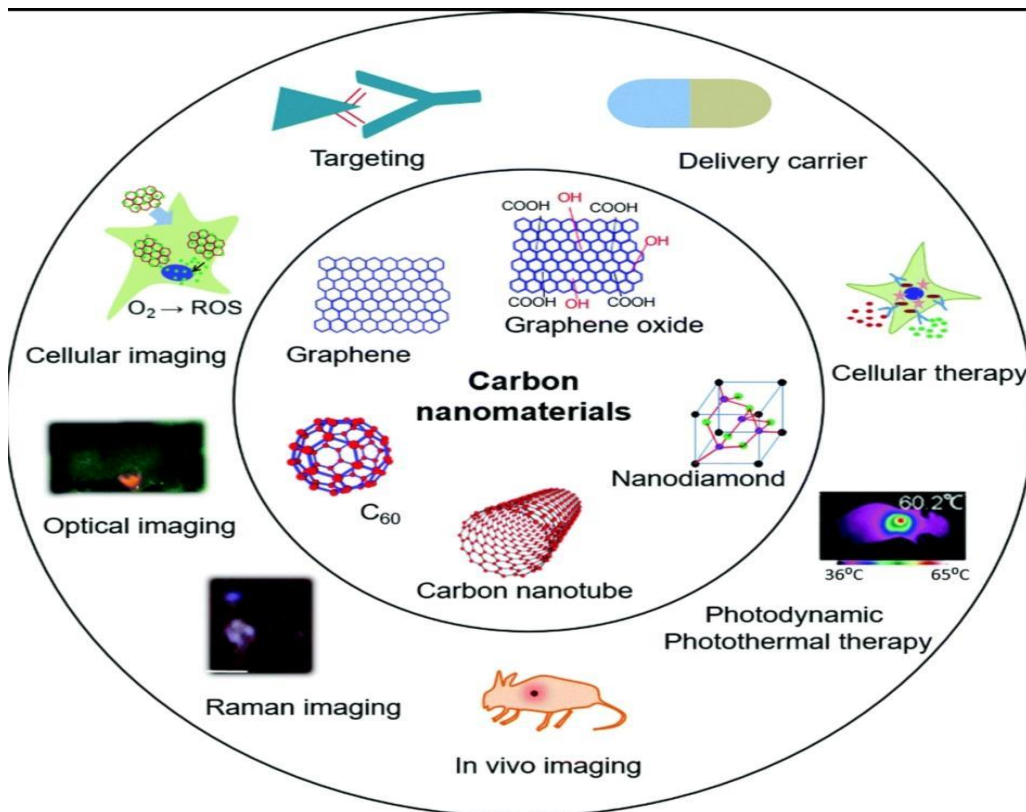 Targeting
Delivery carrier
O₂ → ROS
Cellular imaging
Cellular therapy
Optical imaging
60.2℃
36°C 65°C
Photodynamic
Photothermal therapy
Raman imaging
In vivo imaging
COOH OH COOH
OH
COOH OH COOH
Graphene oxide
Graphene
Carbon
nanomaterials
Nanodiamond
C₆₀
Carbon nanotube